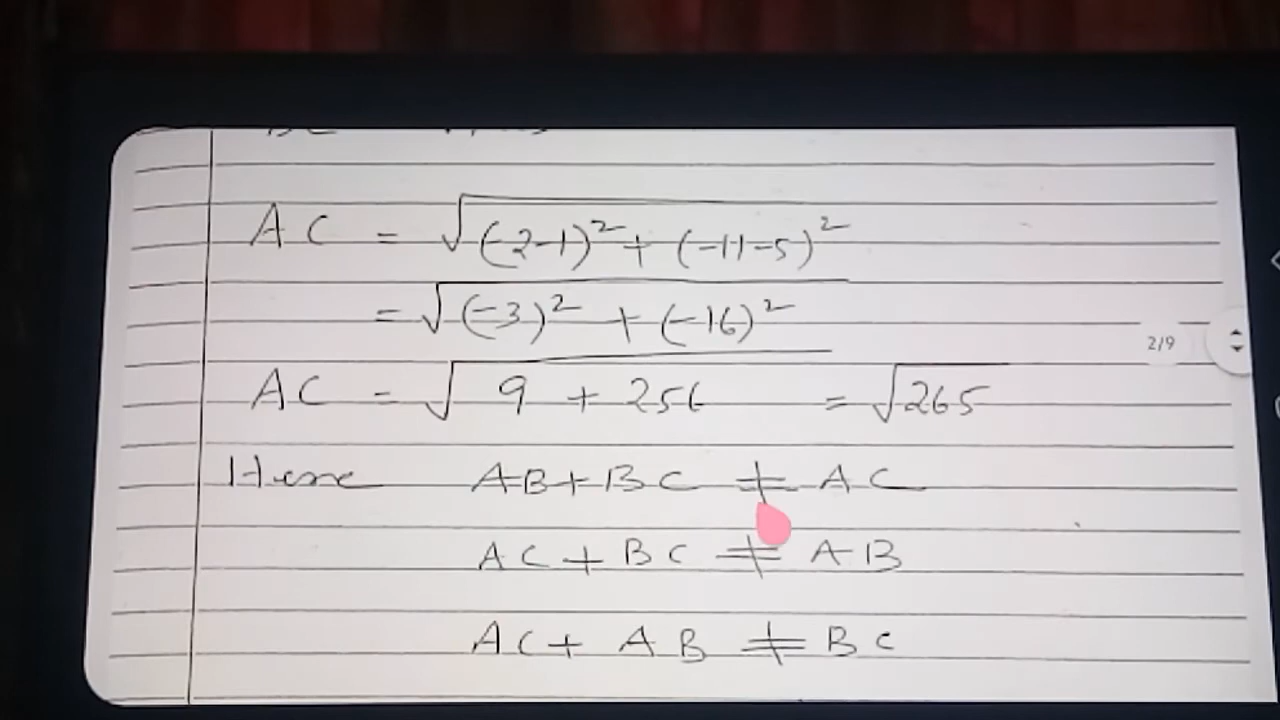 AC = √(-2-1)² + (-11-5)²
= √(-3)² + (-16)²
2/9
AC = √9 + 256 = √265
Here AB+BC ≠ AC
AC + BC ≠ AB
AC + AB ≠ BC